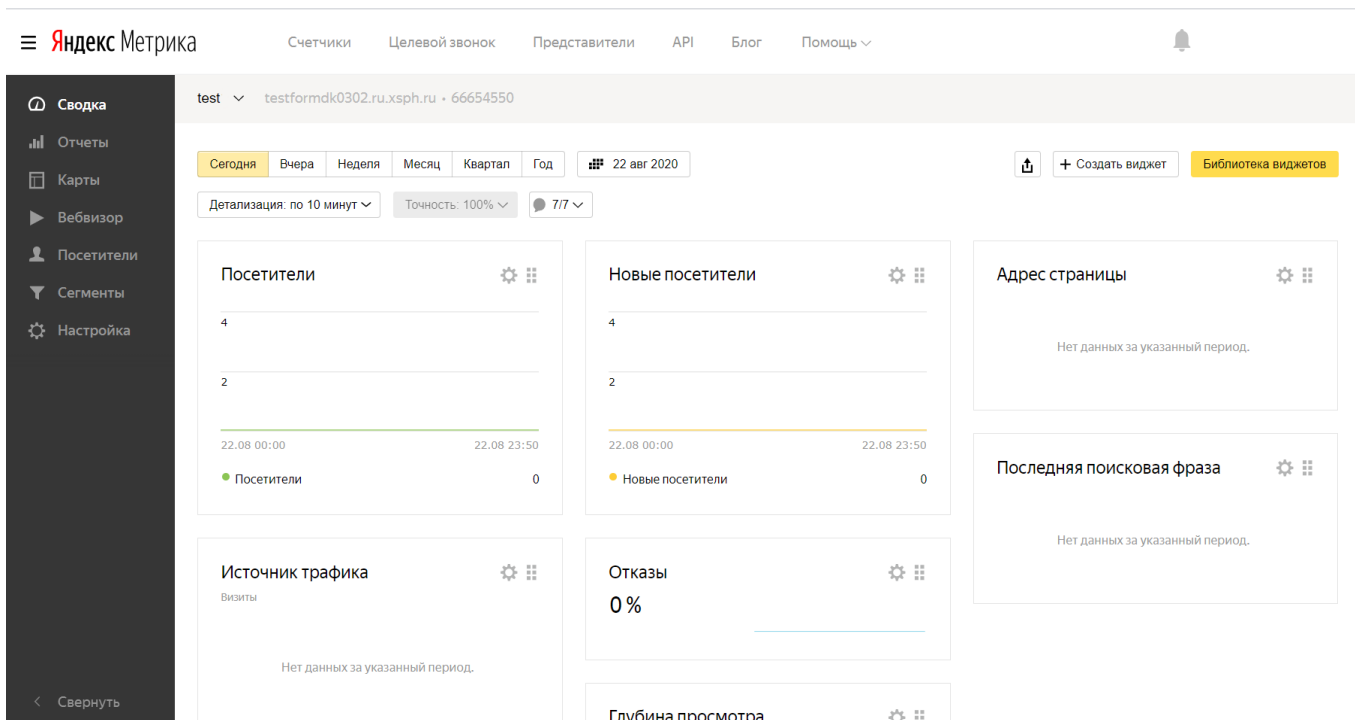 Яндекс Метрика Счетчики Целевой звонок Представители API Блог Помощь
Сводка
Отчеты
Карты
Вебвизор
Посетители
Сегменты
Настройка
Свернуть
test testformdk0302.ru.xsph.ru • 66654550
Сегодня Вчера Неделя Месяц Квартал Год 22 авг 2020 + Создать виджет Библиотека виджетов
Детализация: по 10 минут Точность: 100% 7/7
Посетители
4
2
22.08 00:00 22.08 23:50
Посетители 0
Новые посетители
4
2
22.08 00:00 22.08 23:50
Новые посетители 0
Адрес страницы
Нет данных за указанный период.
Последняя поисковая фраза
Нет данных за указанный период.
Источник трафика
Визиты
Нет данных за указанный период.
Отказы
0 %
Глубина просмотра